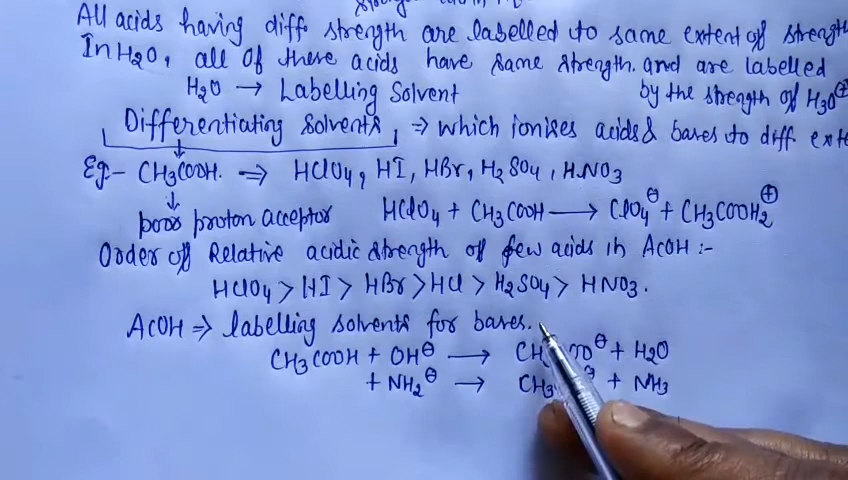 All acids having diff strength are labelled to same extent of strength
In H2O, all of these acids have same strength. and are labelled
H2O → Labelling Solvent by the strength of H3O⊕
Differentiating Solvents ⇒ which ionises acids & bases to diff exte
Eg- CH3COOH. ⇒ HClO4, HI, HBr, H2SO4, HNO3
↓
poor proton acceptor HClO4 + CH3COOH ⟶ ClO4⊖ + CH3COOH2⊕
Order of Relative acidic strength of few acids in AcOH :-
HClO4 > HI > HBr > HCl > H2SO4 > HNO3.
AcOH ⇒ labelling solvents for bases.
CH3COOH + OH⊖ ⟶ CH OO⊖ + H2O
+ NH2⊖ ⟶ CH3 ⊖ + NH3